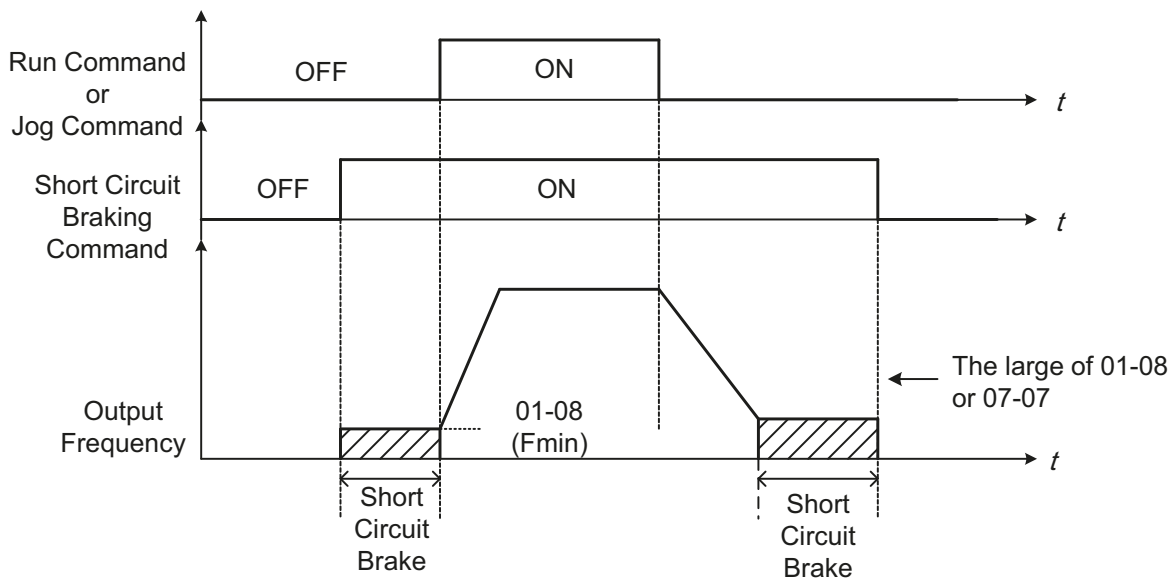 Run Command
or
Jog Command
OFF
ON
t
Short Circuit
Braking
Command
OFF
ON
t
Output
Frequency
01-08
(Fmin)
The large of 01-08
or 07-07
t
Short
Circuit
Brake
Short
Circuit
Brake